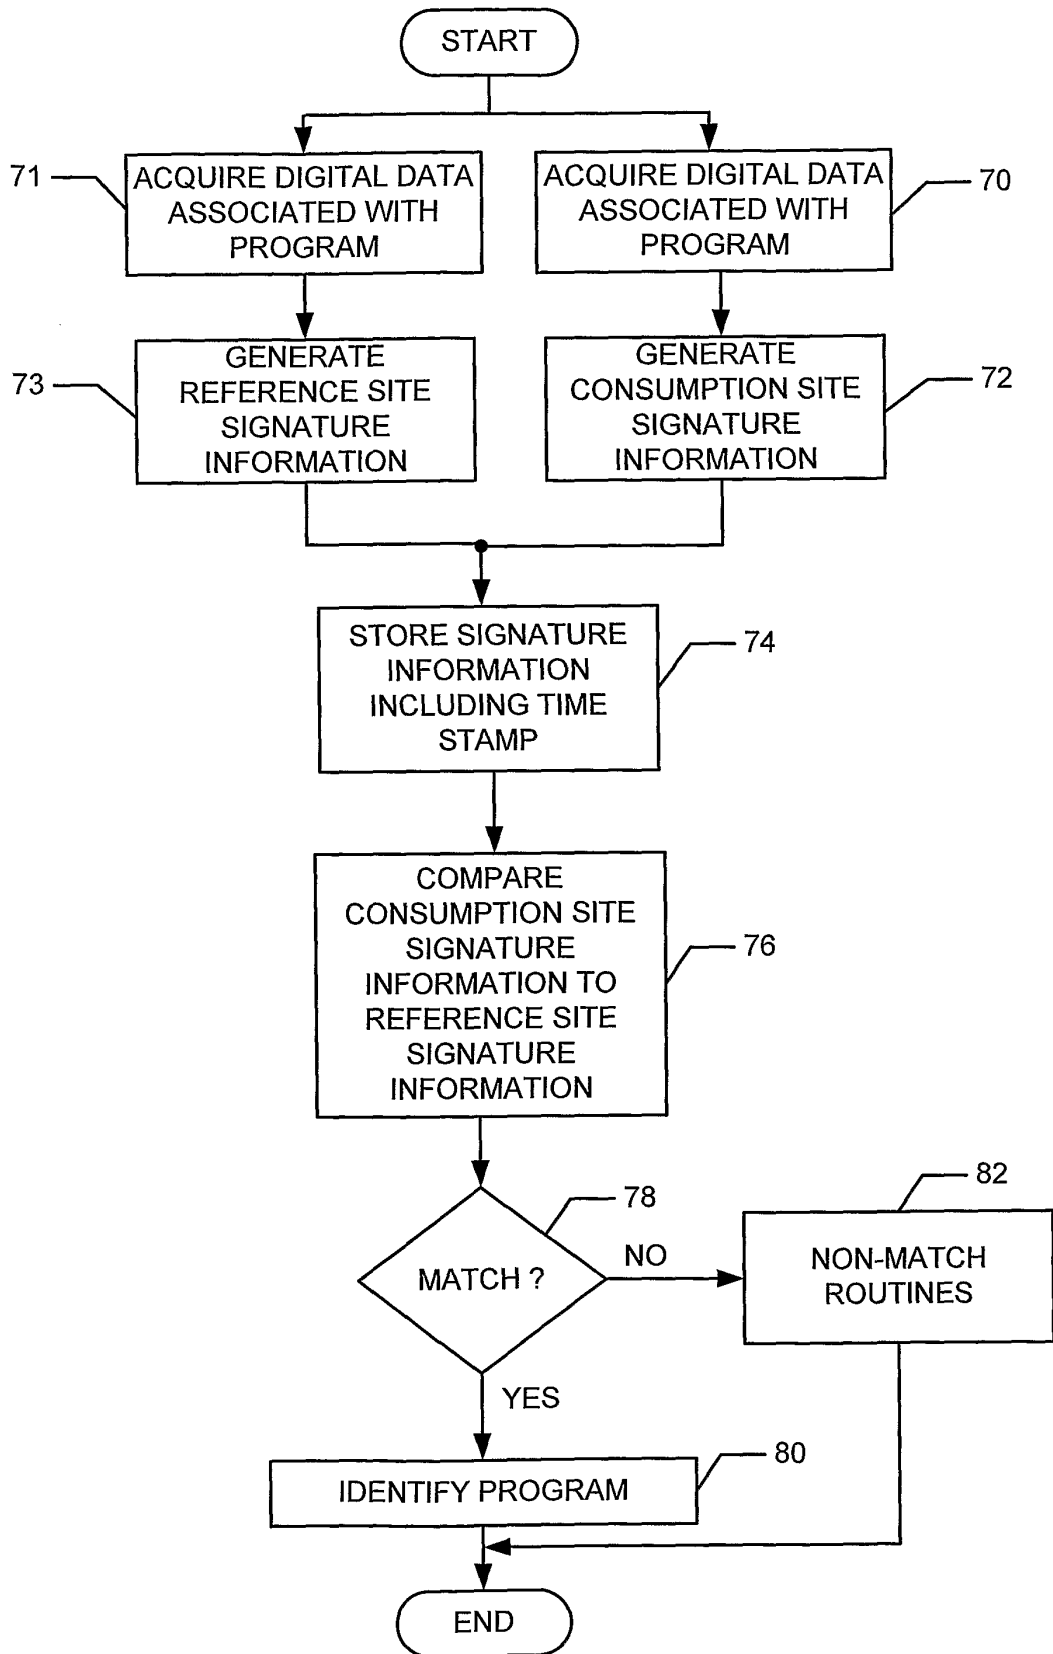 START
71
ACQUIRE DIGITAL DATA
ASSOCIATED WITH
PROGRAM
ACQUIRE DIGITAL DATA
ASSOCIATED WITH
PROGRAM
70
73
GENERATE
REFERENCE SITE
SIGNATURE
INFORMATION
GENERATE
CONSUMPTION SITE
SIGNATURE
INFORMATION
72
STORE SIGNATURE
INFORMATION
INCLUDING TIME
STAMP
74
COMPARE
CONSUMPTION SITE
SIGNATURE
INFORMATION TO
REFERENCE SITE
SIGNATURE
INFORMATION
76
MATCH ?
78
NO
82
NON-MATCH
ROUTINES
YES
IDENTIFY PROGRAM
80
END